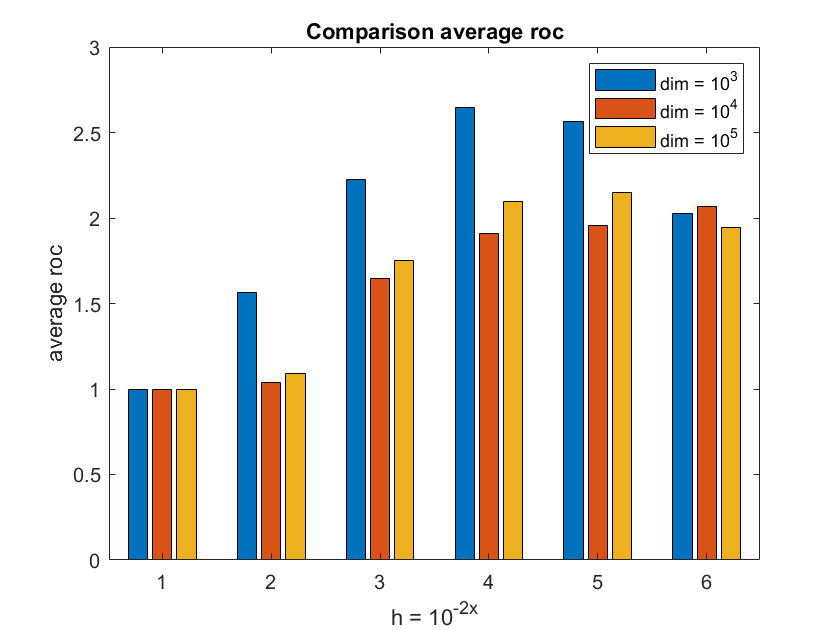 Comparison average roc
dim = 10^3
dim = 10^4
dim = 10^5
average roc
3
2.5
2
1.5
1
0.5
0
1 2 3 4 5 6
h = 10^-2x